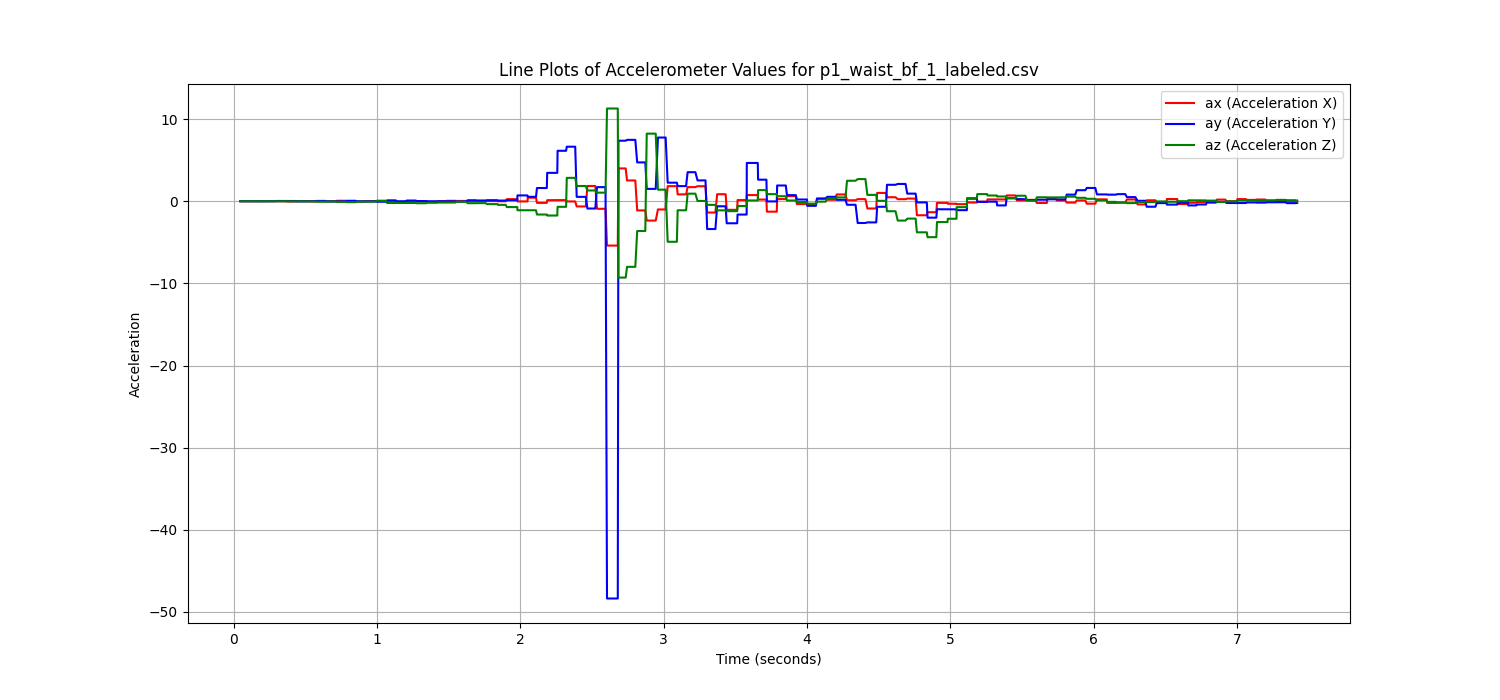 Line Plots of Accelerometer Values for p1_waist_bf_1_labeled.csv
ax (Acceleration X)
ay (Acceleration Y)
az (Acceleration Z)
Acceleration
10
0
−10
−20
−30
−40
−50
0 1 2 3 4 5 6 7
Time (seconds)